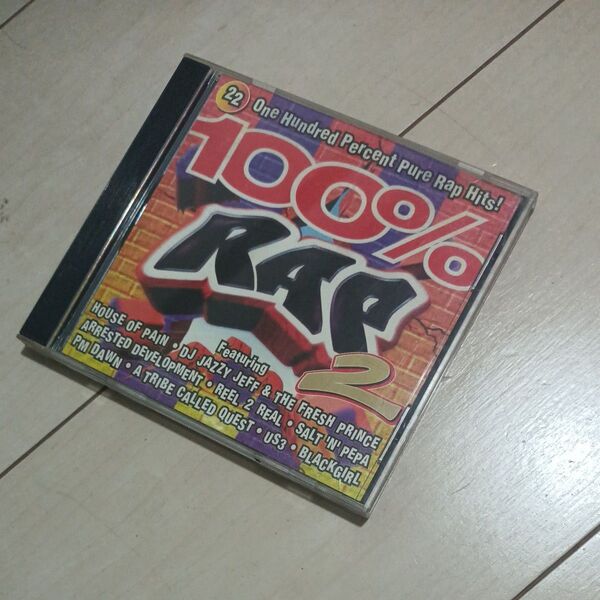 22 One Hundred Percent Pure Rap Hits!
100%
RAP
2
Featuring
HOUSE OF PAIN • DJ JAZZY JEFF & THE FRESH PRINCE
ARRESTED DEVELOPMENT • REEL 2 REAL • SALT 'N' PEPA
PM DAWN • A TRIBE CALLED QUEST • US3 • BLACKGIRL